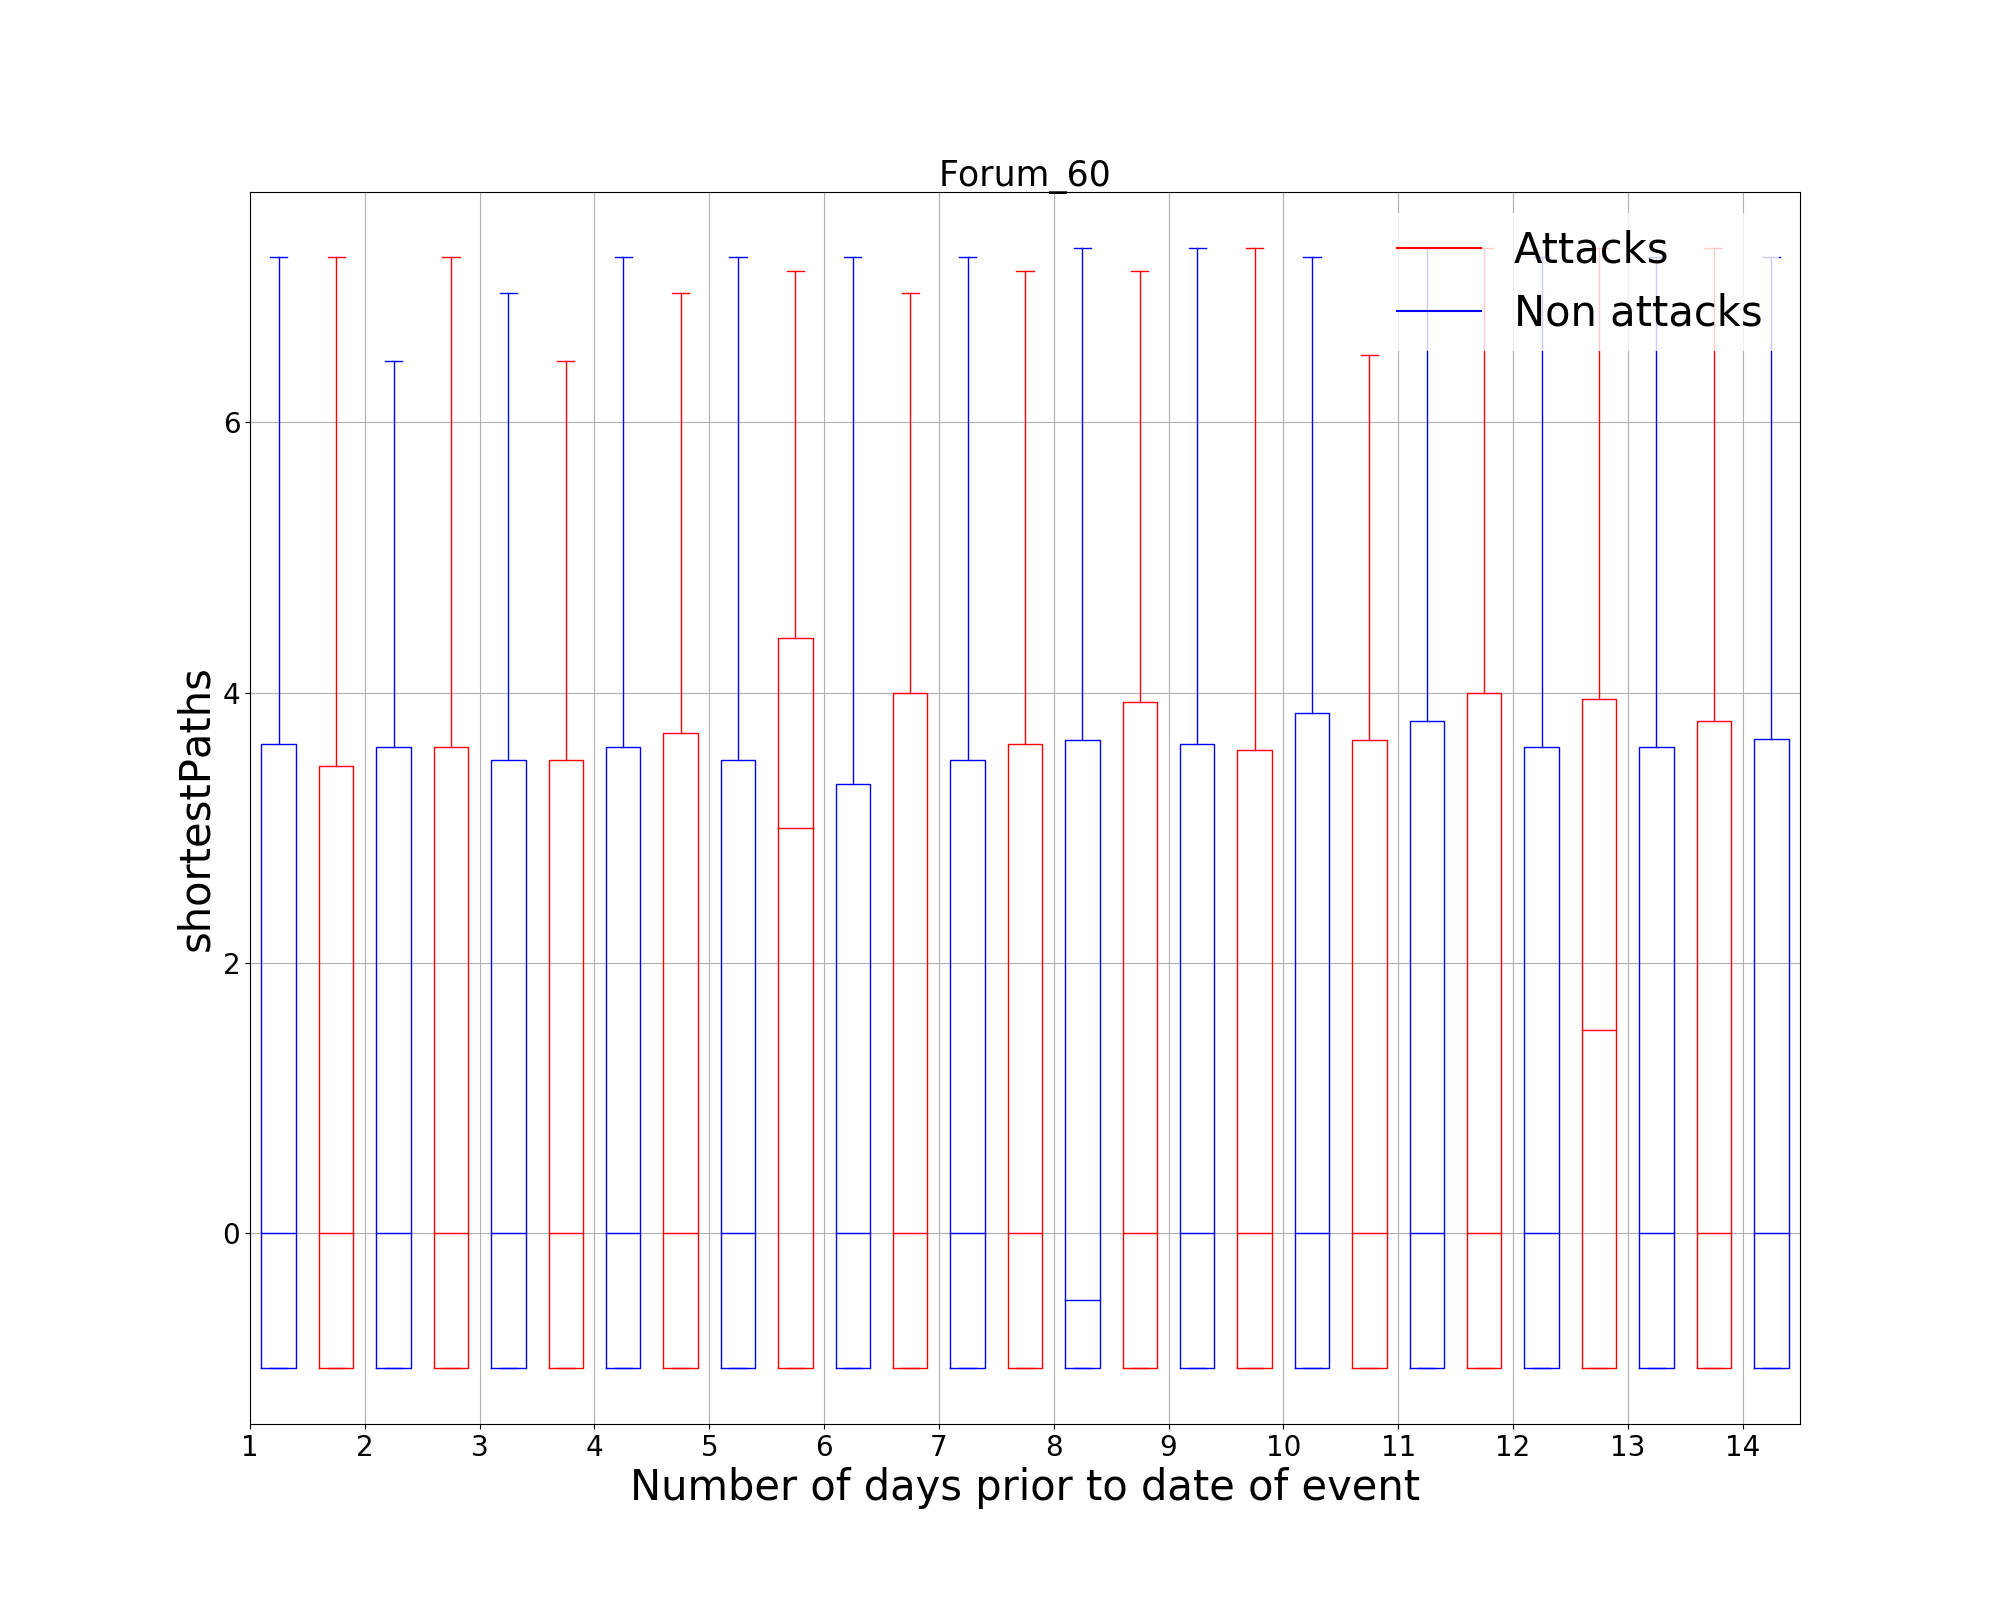 Forum_60
Attacks
Non attacks
shortestPaths
6
4
2
0
1 2 3 4 5 6 7 8 9 10 11 12 13 14
Number of days prior to date of event